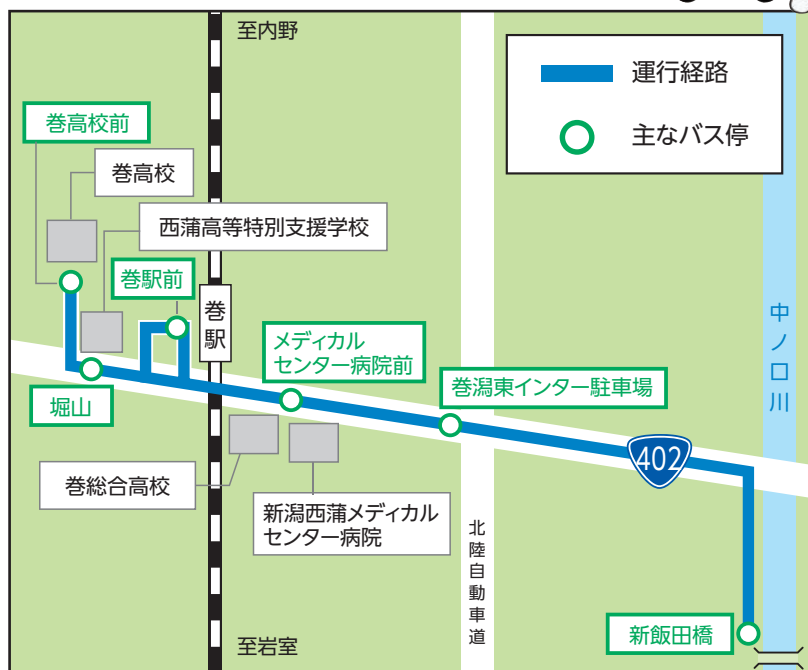 至内野
運行経路
主なバス停
巻高校前
巻高校
西蒲高等特別支援学校
巻駅前
巻駅
メディカル
センター病院前
巻潟東インター駐車場
中ノ口川
堀山
402
巻総合高校
新潟西蒲メディカル
センター病院
北陸自動車道
新飯田橋
至岩室